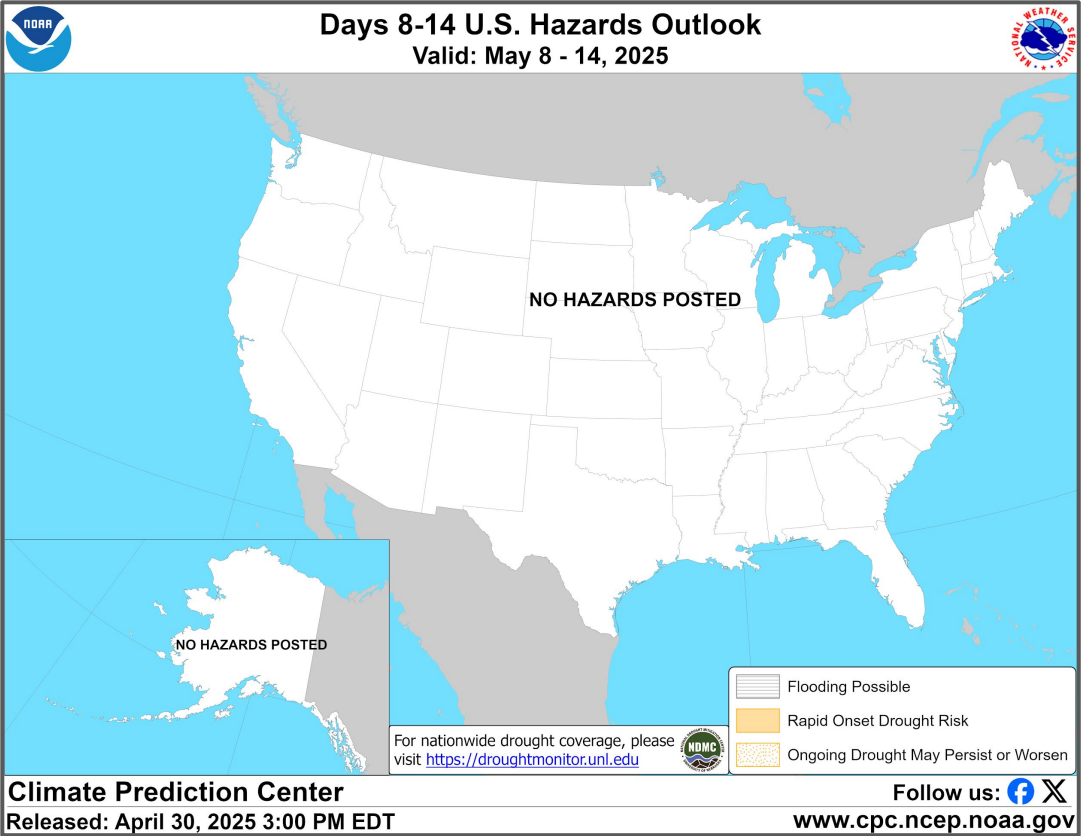 NOAA
Days 8-14 U.S. Hazards Outlook
Valid: May 8 - 14, 2025
NATIONAL WEATHER SERVICE
NO HAZARDS POSTED
NO HAZARDS POSTED
Flooding Possible
Rapid Onset Drought Risk
Ongoing Drought May Persist or Worsen
For nationwide drought coverage, please
visit https://droughtmonitor.unl.edu
NDMC
Climate Prediction Center
Follow us:
Released: April 30, 2025 3:00 PM EDT
www.cpc.ncep.noaa.gov